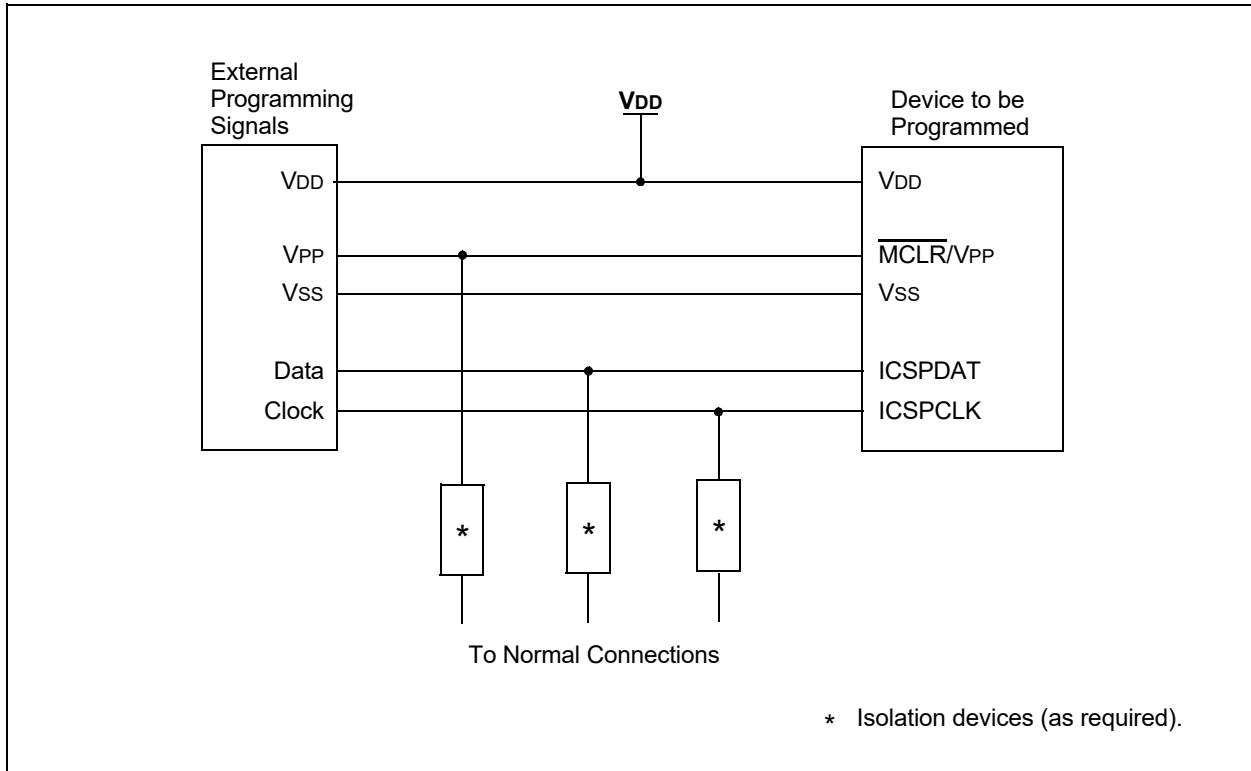 External
Programming
Signals
VDD
Device to be
Programmed
VDD
VDD
VPP
MCLR/VPP
VSS
VSS
Data
ICSPDAT
Clock
ICSPCLK
*
*
*
To Normal Connections
* Isolation devices (as required).